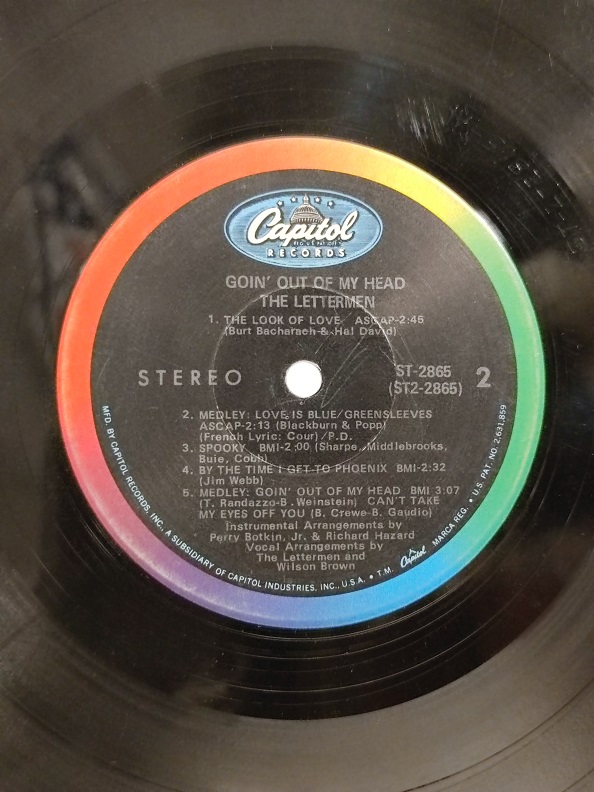 Capitol
REG. U.S. PAT. OFF.
RECORDS
GOIN' OUT OF MY HEAD
THE LETTERMEN
1. THE LOOK OF LOVE ASCAP-2:46
(Burt Bacharach & Hal David)
STEREO
ST-2865
(ST2-2865)
2
2. MEDLEY: LOVE IS BLUE/GREENSLEEVES
ASCAP-2:13 (Blackburn & Popp)
(French Lyric: Cour)/P.D.
3. SPOOKY BMI-2:00 (Sharpe, Middlebrooks,
Buie, Cobb)
4. BY THE TIME I GET TO PHOENIX BMI-2:32
(Jim Webb)
5. MEDLEY: GOIN' OUT OF MY HEAD BMI 3:07
(T. Randazzo-B. Weinstein) CAN'T TAKE
MY EYES OFF YOU (B. Crewe-B. Gaudio)
Instrumental Arrangements by
Perry Botkin, Jr. & Richard Hazard
Vocal Arrangements by
The Lettermen and
Wilson Brown
MFD. BY CAPITOL RECORDS, INC., A SUBSIDIARY OF CAPITOL INDUSTRIES, INC., U.S.A. • T.M. Capitol MARCA REG. • U.S. PAT. NO. 2,631,859